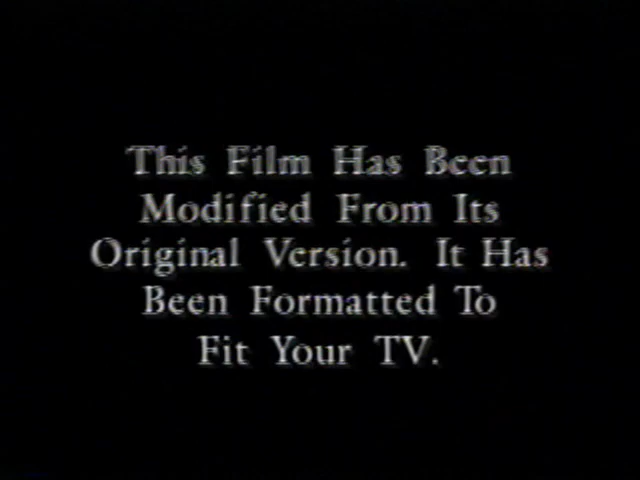 This Film Has Been
Modified From Its
Original Version. It Has
Been Formatted To
Fit Your TV.